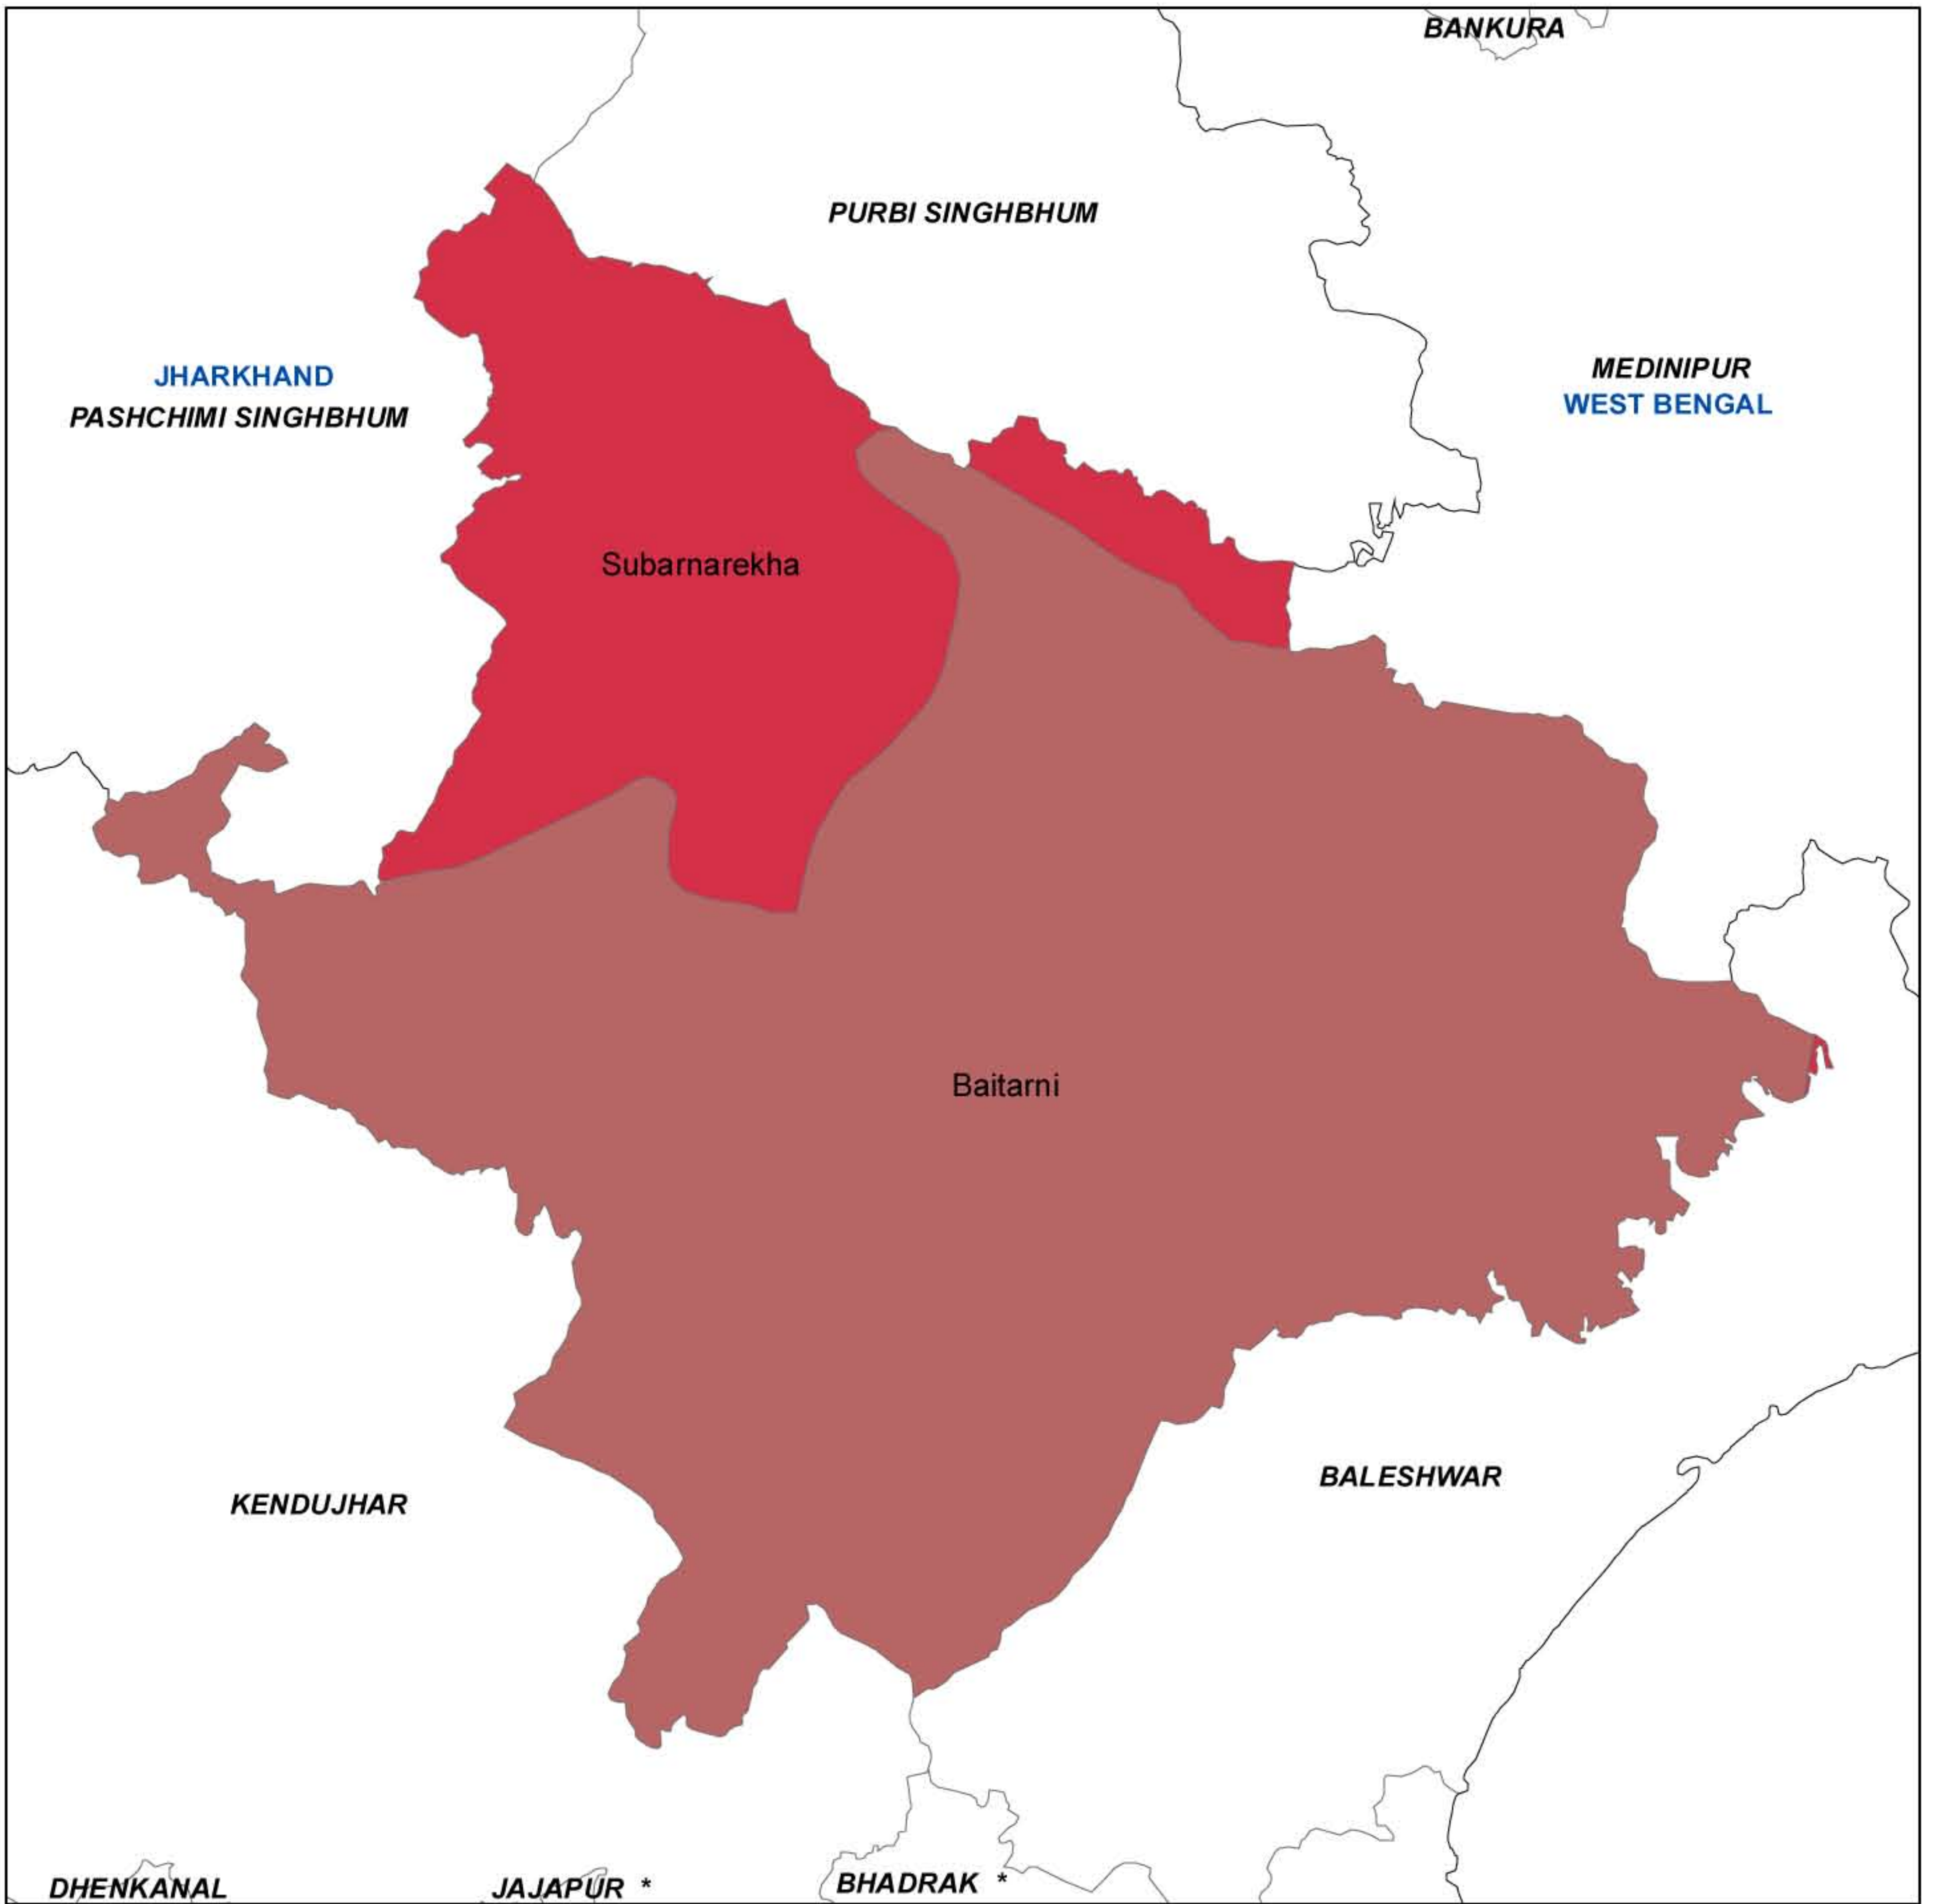 BANKURA
PURBI SINGHBHUM
JHARKHAND
PASHCHIMI SINGHBHUM
MEDINIPUR
WEST BENGAL
Subarnarekha
Baitarni
BALESHWAR
KENDUJHAR
DHENKANAL
JAJAPUR *
BHADRAK *